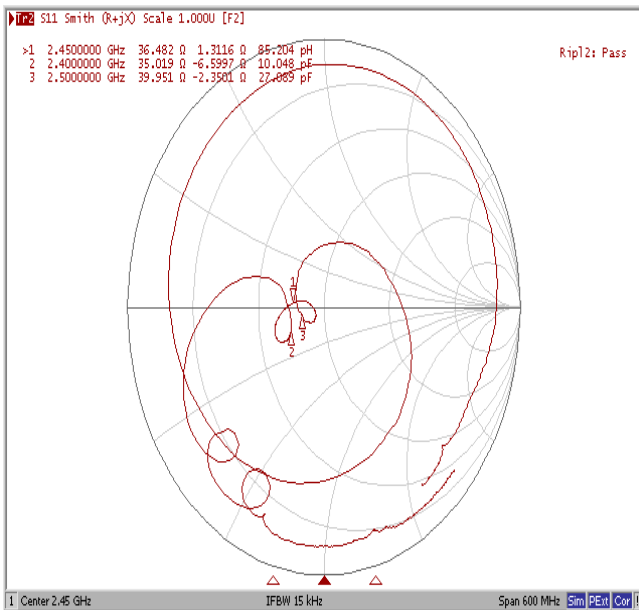 Tr2 S11 Smith (R+jX) Scale 1.000U [F2]
>1 2.4500000 GHz 36.482 Ω 1.3116 Ω 85.204 pH
2 2.4000000 GHz 35.019 Ω -6.5997 Ω 10.048 pF
3 2.5000000 GHz 39.951 Ω -2.3501 Ω 27.089 pF
Ripl2: Pass
1
3
2
1 Center 2.45 GHz IFBW 15 kHz Span 600 MHz Sim PExt Cor